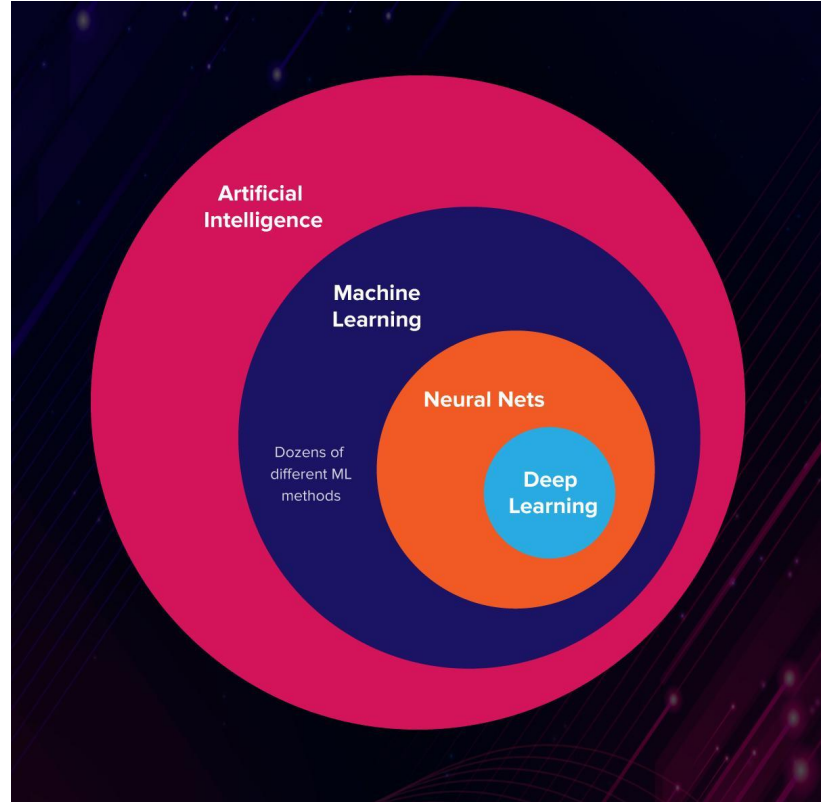 Artificial
Intelligence
Machine
Learning
Neural Nets
Dozens of
different ML
methods
Deep
Learning